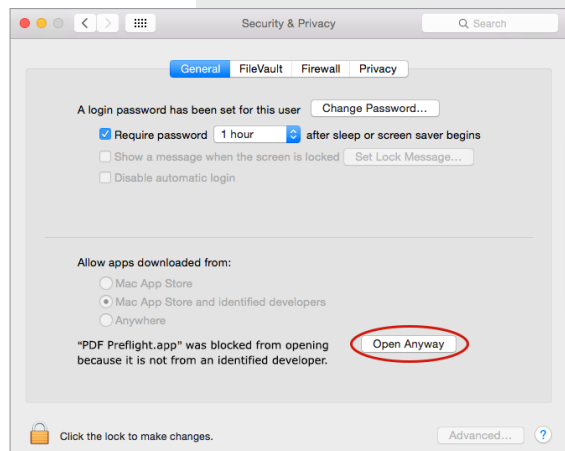 Security & Privacy
Search
General FileVault Firewall Privacy
A login password has been set for this user Change Password...
Require password 1 hour after sleep or screen saver begins
Show a message when the screen is locked Set Lock Message...
Disable automatic login
Allow apps downloaded from:
Mac App Store
Mac App Store and identified developers
Anywhere
“PDF Preflight.app” was blocked from opening Open Anyway
because it is not from an identified developer.
Click the lock to make changes. Advanced... ?